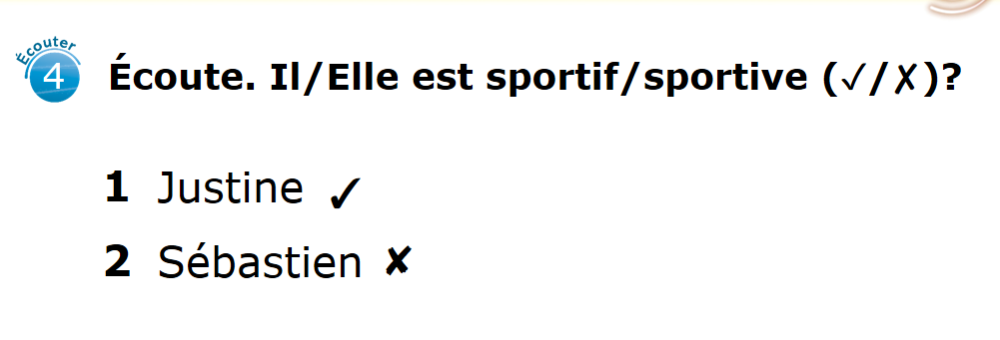 Écouter
4
Écoute. Il/Elle est sportif/sportive (✓/✗)?
1 Justine ✓
2 Sébastien ✘